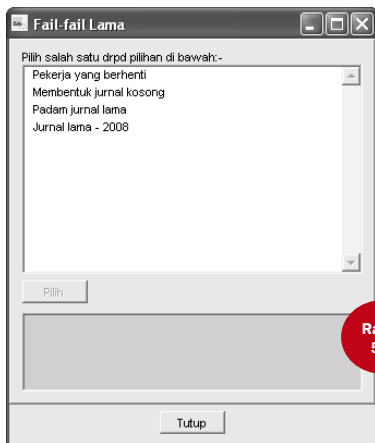 Fail-fail Lama
Pilih salah satu drpd pilihan di bawah:-
Pekerja yang berhenti
Membentuk jurnal kosong
Padam jurnal lama
Jurnal lama - 2008
Pilih
Tutup